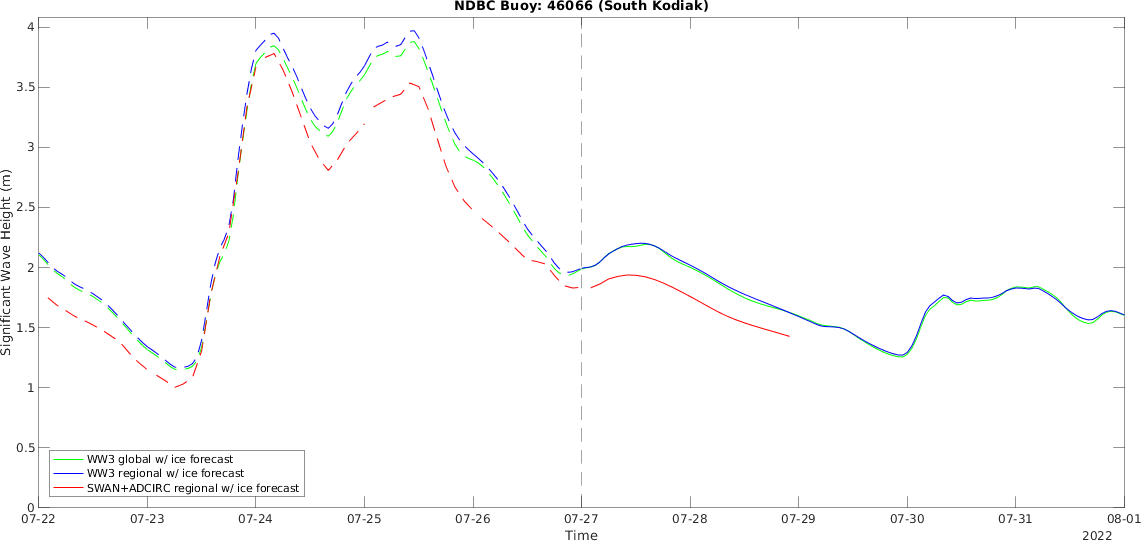 NDBC Buoy: 46066 (South Kodiak)
4
3.5
3
2.5
2
1.5
1
0.5
0
Significant Wave Height (m)
WW3 global w/ ice forecast
WW3 regional w/ ice forecast
SWAN+ADCIRC regional w/ ice forecast
07-22 07-23 07-24 07-25 07-26 07-27 07-28 07-29 07-30 07-31 08-01
Time
2022